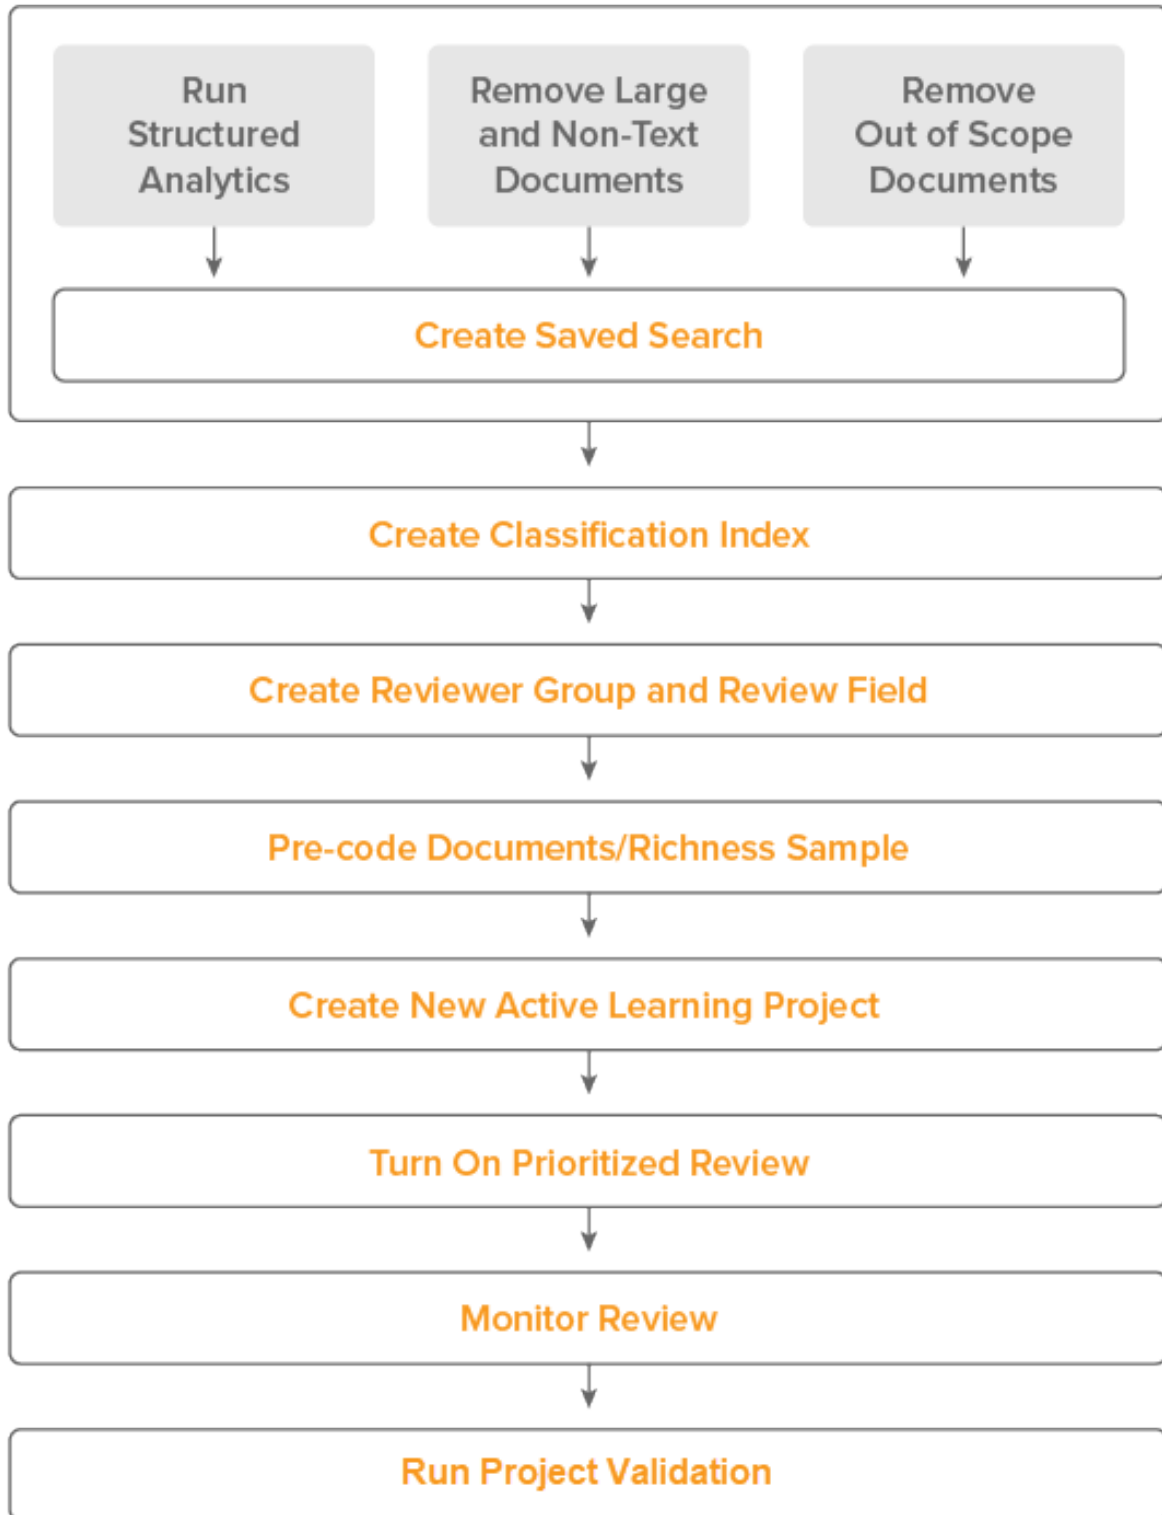 Run
Structured
Analytics
Remove Large
and Non-Text
Documents
Remove
Out of Scope
Documents
Create Saved Search
Create Classification Index
Create Reviewer Group and Review Field
Pre-code Documents/Richness Sample
Create New Active Learning Project
Turn On Prioritized Review
Monitor Review
Run Project Validation